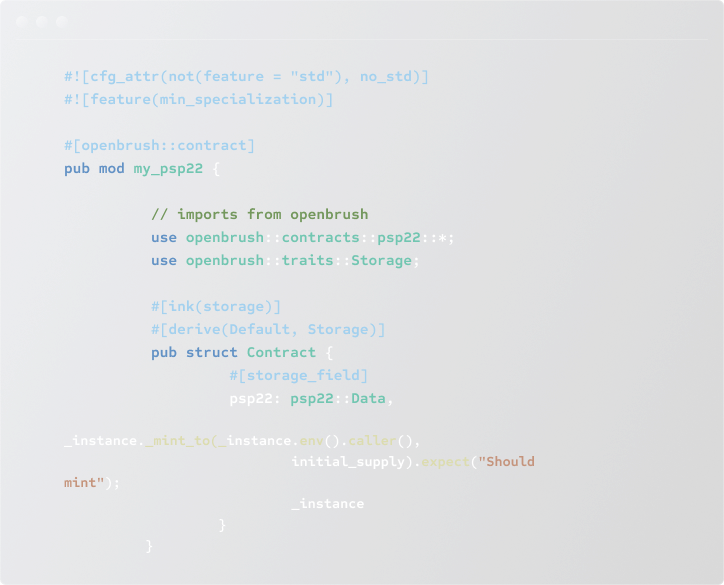 #![cfg_attr(not(feature = "std"), no_std)]
#![feature(min_specialization)]
#[openbrush::contract]
pub mod my_psp22 {
// imports from openbrush
use openbrush::contracts::psp22::*;
use openbrush::traits::Storage;
#[ink(storage)]
#[derive(Default, Storage)]
pub struct Contract {
#[storage_field]
psp22: psp22::Data,
_instance._mint_to(_instance.env().caller(),
initial_supply).expect("Should
mint");
_instance
}
}